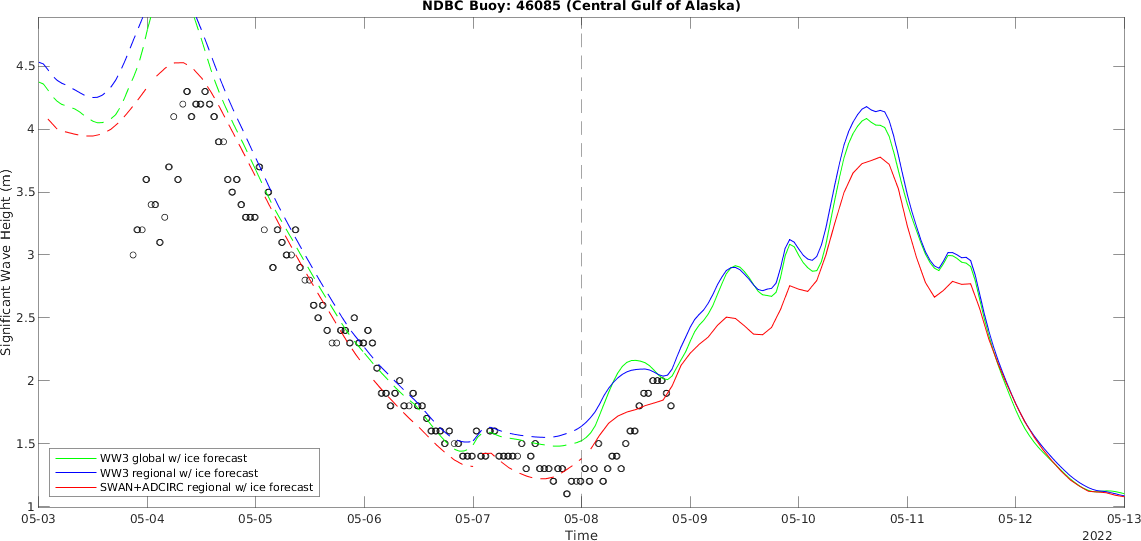 NDBC Buoy: 46085 (Central Gulf of Alaska)
Significant Wave Height (m)
4.5
4
3.5
3
2.5
2
1.5
1
WW3 global w/ ice forecast
WW3 regional w/ ice forecast
SWAN+ADCIRC regional w/ ice forecast
05-03 05-04 05-05 05-06 05-07 05-08 05-09 05-10 05-11 05-12 05-13
Time
2022